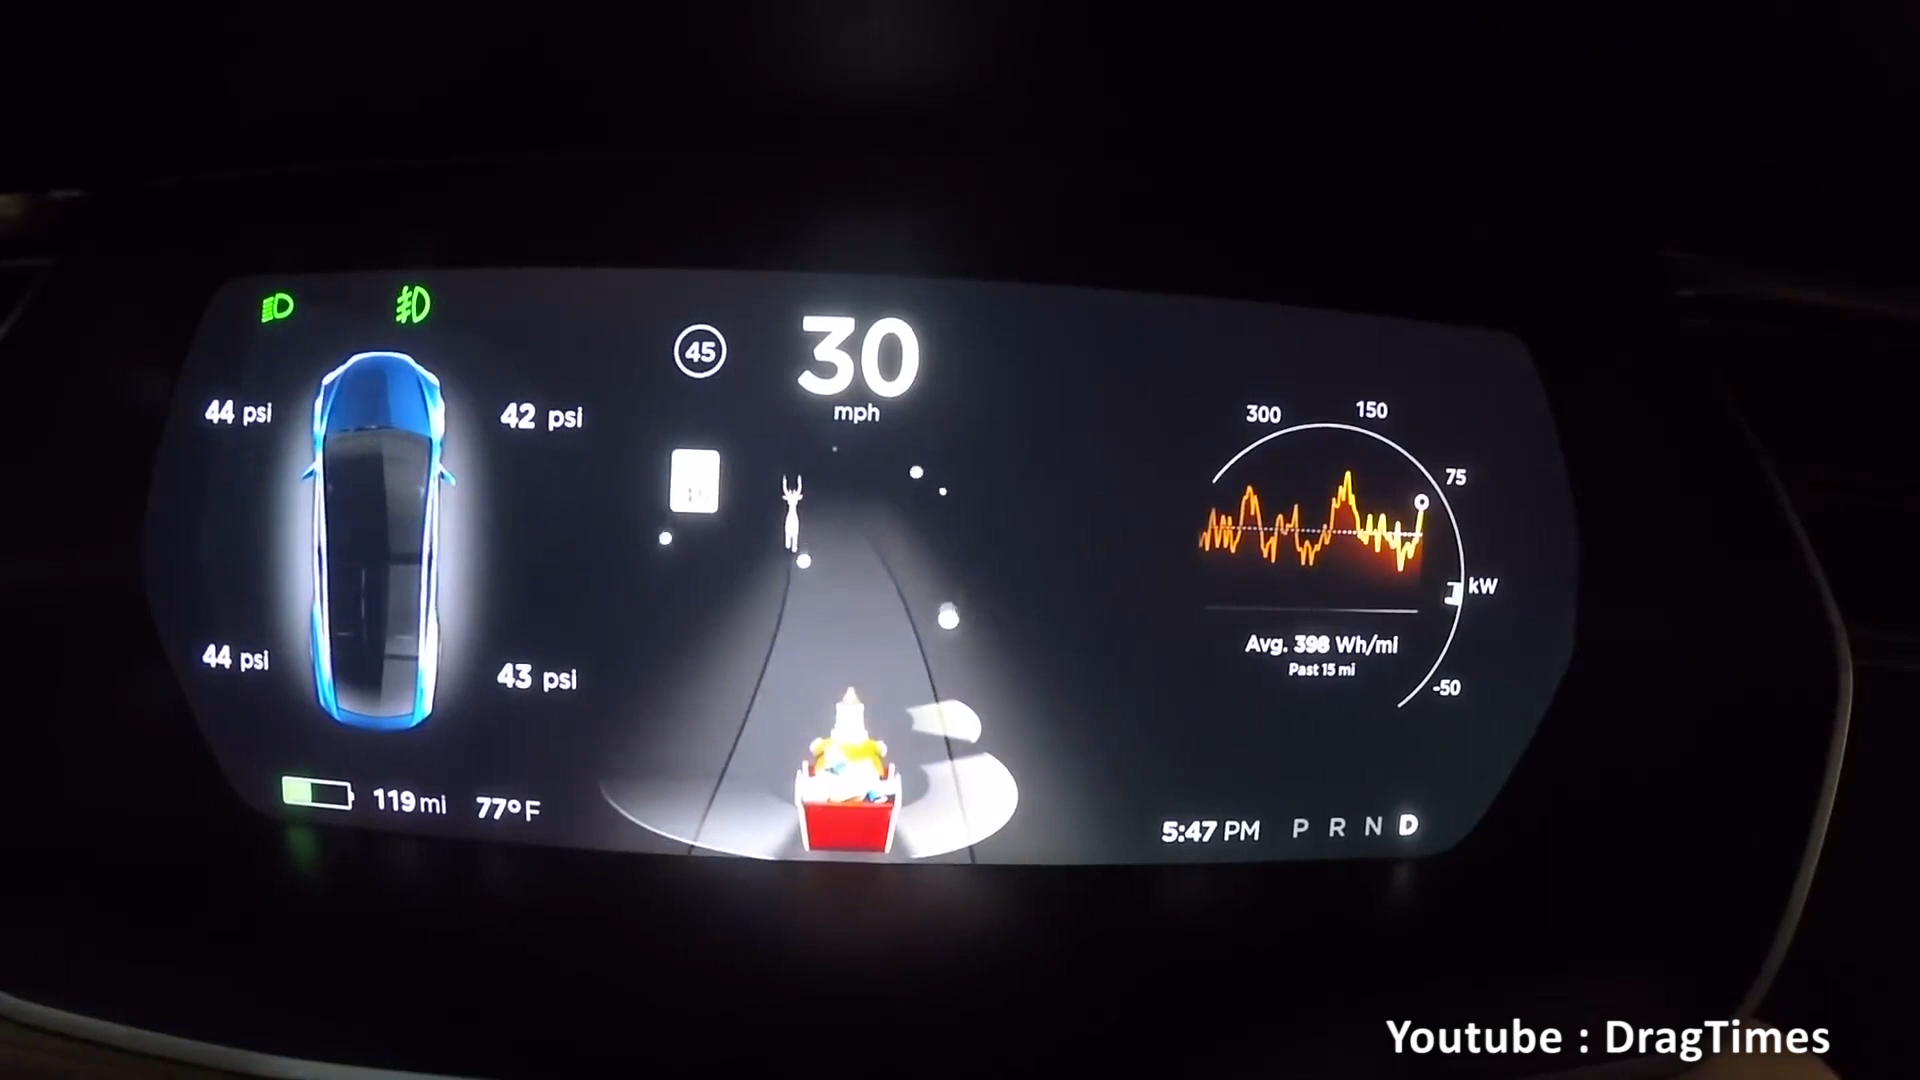 45
30
mph
44 psi
42 psi
44 psi
43 psi
119 mi
77°F
300
150
75
kW
-50
Avg. 398 Wh/mi
Past 15 mi
5:47 PM
P R N D
Youtube : DragTimes